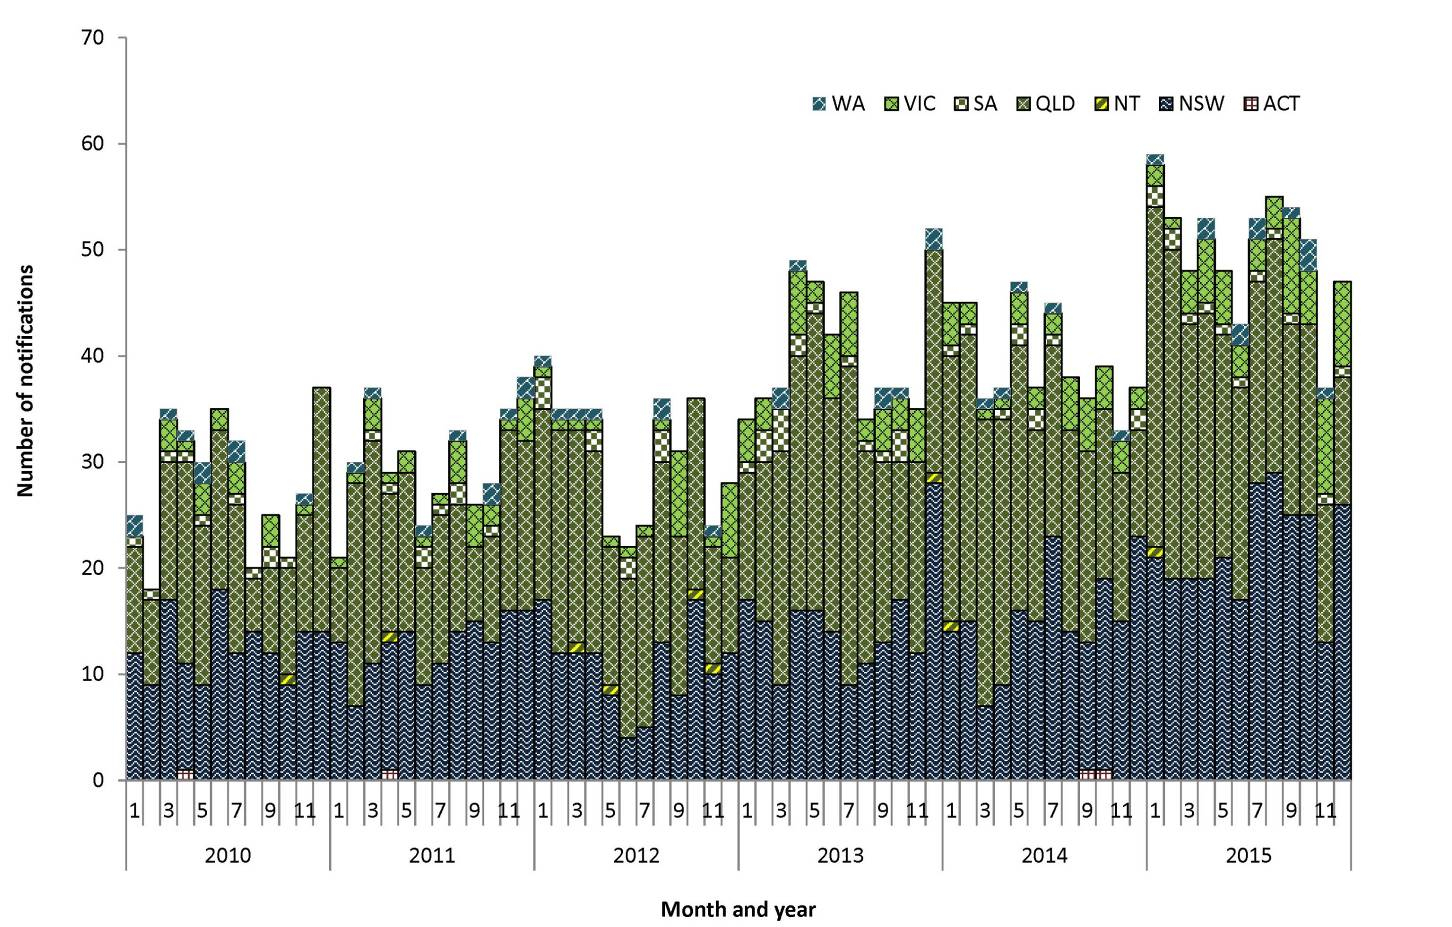 70
60
50
40
30
20
10
0
Number of notifications
WA VIC SA QLD NT NSW ACT
1 3 5 7 9 11 1 3 5 7 9 11 1 3 5 7 9 11 1 3 5 7 9 11 1 3 5 7 9 11 1 3 5 7 9 11
2010 2011 2012 2013 2014 2015
Month and year